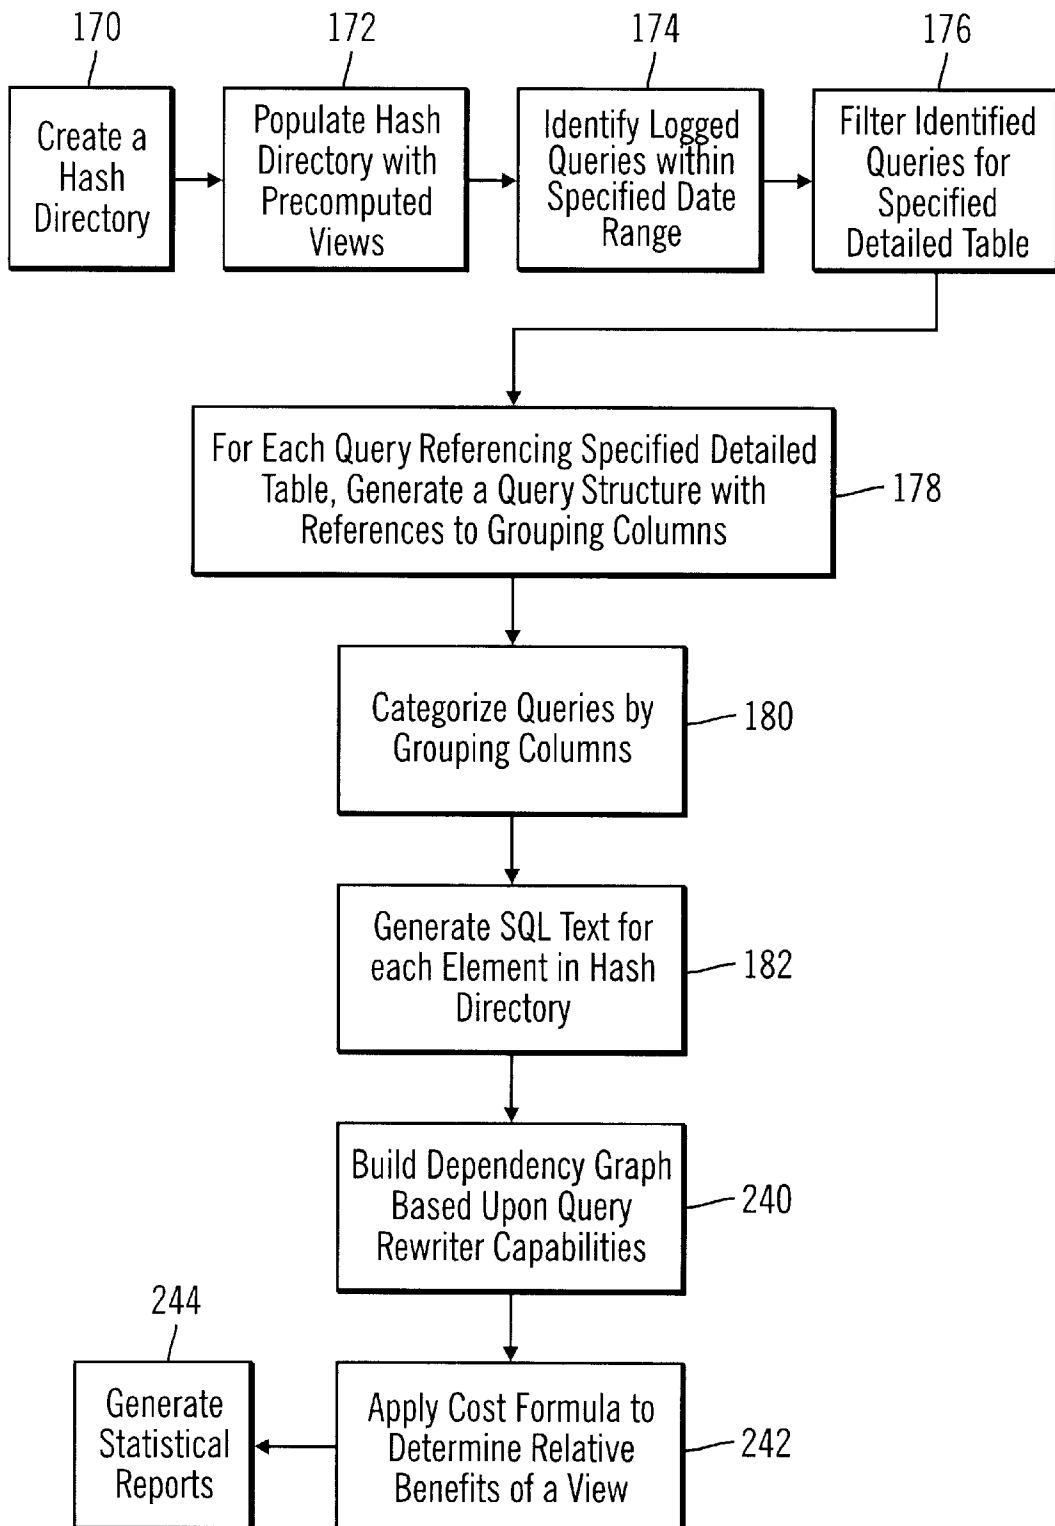 170
172
174
176
Create a
Hash
Directory
Populate Hash
Directory with
Precomputed
Views
Identify Logged
Queries within
Specified Date
Range
Filter Identified
Queries for
Specified
Detailed Table
For Each Query Referencing Specified Detailed
Table, Generate a Query Structure with
References to Grouping Columns
178
Categorize Queries by
Grouping Columns
180
Generate SQL Text for
each Element in Hash
Directory
182
Build Dependency Graph
Based Upon Query
Rewriter Capabilities
240
244
Generate
Statistical
Reports
Apply Cost Formula to
Determine Relative
Benefits of a View
242